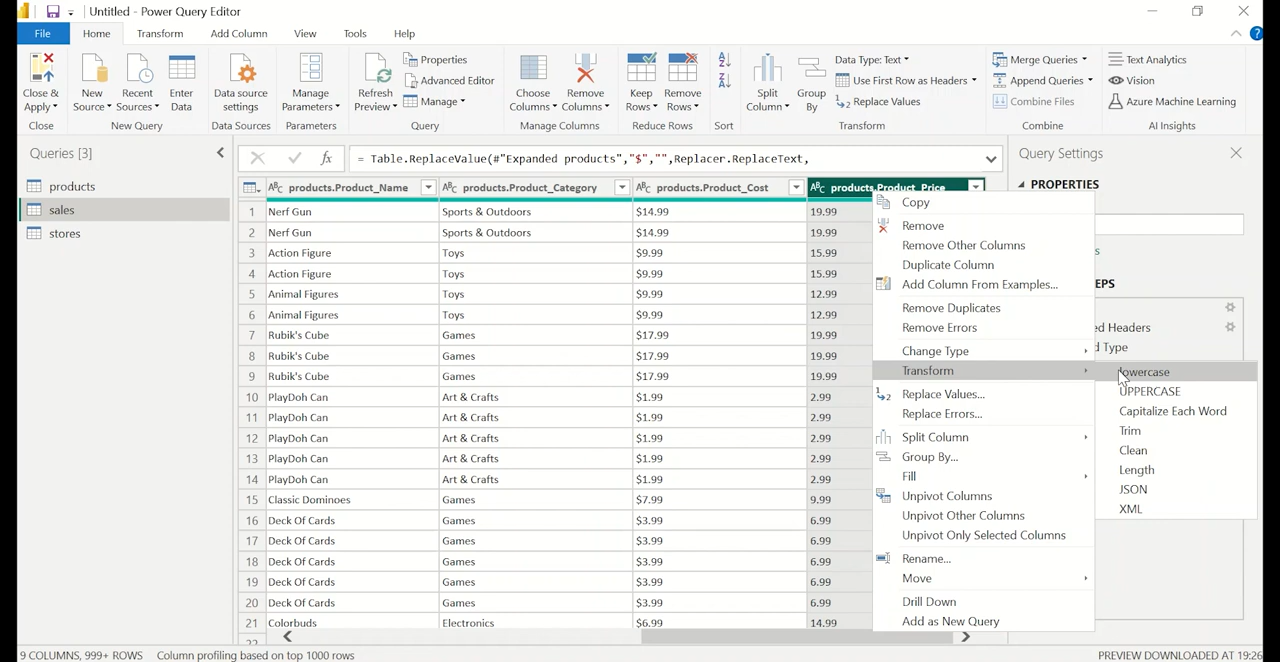 Untitled - Power Query Editor
File Home Transform Add Column View Tools Help
Close & Apply
New Source
Recent Sources
Enter Data
Data source settings
Manage Parameters
Refresh Preview
Properties
Advanced Editor
Manage
Choose Columns
Remove Columns
Keep Rows
Remove Rows
Split Column
Group By
Data Type: Text
Use First Row as Headers
Replace Values
Merge Queries
Append Queries
Combine Files
Text Analytics
Vision
Azure Machine Learning
Close New Query Data Sources Parameters Query Manage Columns Reduce Rows Sort Transform Combine AI Insights
Queries [3]
products
sales
stores
fx = Table.ReplaceValue(#"Expanded products","$","",Replacer.ReplaceText,
products.Product_Name products.Product_Category products.Product_Cost products.Product_Price
1 Nerf Gun Sports & Outdoors $14.99 19.99
2 Nerf Gun Sports & Outdoors $14.99 19.99
3 Action Figure Toys $9.99 15.99
4 Action Figure Toys $9.99 15.99
5 Animal Figures Toys $9.99 12.99
6 Animal Figures Toys $9.99 12.99
7 Rubik's Cube Games $17.99 19.99
8 Rubik's Cube Games $17.99 19.99
9 Rubik's Cube Games $17.99 19.99
10 PlayDoh Can Art & Crafts $1.99 2.99
11 PlayDoh Can Art & Crafts $1.99 2.99
12 PlayDoh Can Art & Crafts $1.99 2.99
13 PlayDoh Can Art & Crafts $1.99 2.99
14 PlayDoh Can Art & Crafts $1.99 2.99
15 Classic Dominoes Games $7.99 9.99
16 Deck Of Cards Games $3.99 6.99
17 Deck Of Cards Games $3.99 6.99
18 Deck Of Cards Games $3.99 6.99
19 Deck Of Cards Games $3.99 6.99
20 Deck Of Cards Games $3.99 6.99
21 Colorbuds Electronics $6.99 14.99
22
Copy
Remove
Remove Other Columns
Duplicate Column
Add Column From Examples...
Remove Duplicates
Remove Errors
Change Type
Transform
Replace Values...
Replace Errors...
Split Column
Group By...
Fill
Unpivot Columns
Unpivot Other Columns
Unpivot Only Selected Columns
Rename...
Move
Drill Down
Add as New Query
lowercase
UPPERCASE
Capitalize Each Word
Trim
Clean
Length
JSON
XML
Query Settings
PROPERTIES
s
EPS
ed Headers
d Type
9 COLUMNS, 999+ ROWS Column profiling based on top 1000 rows
PREVIEW DOWNLOADED AT 19:26